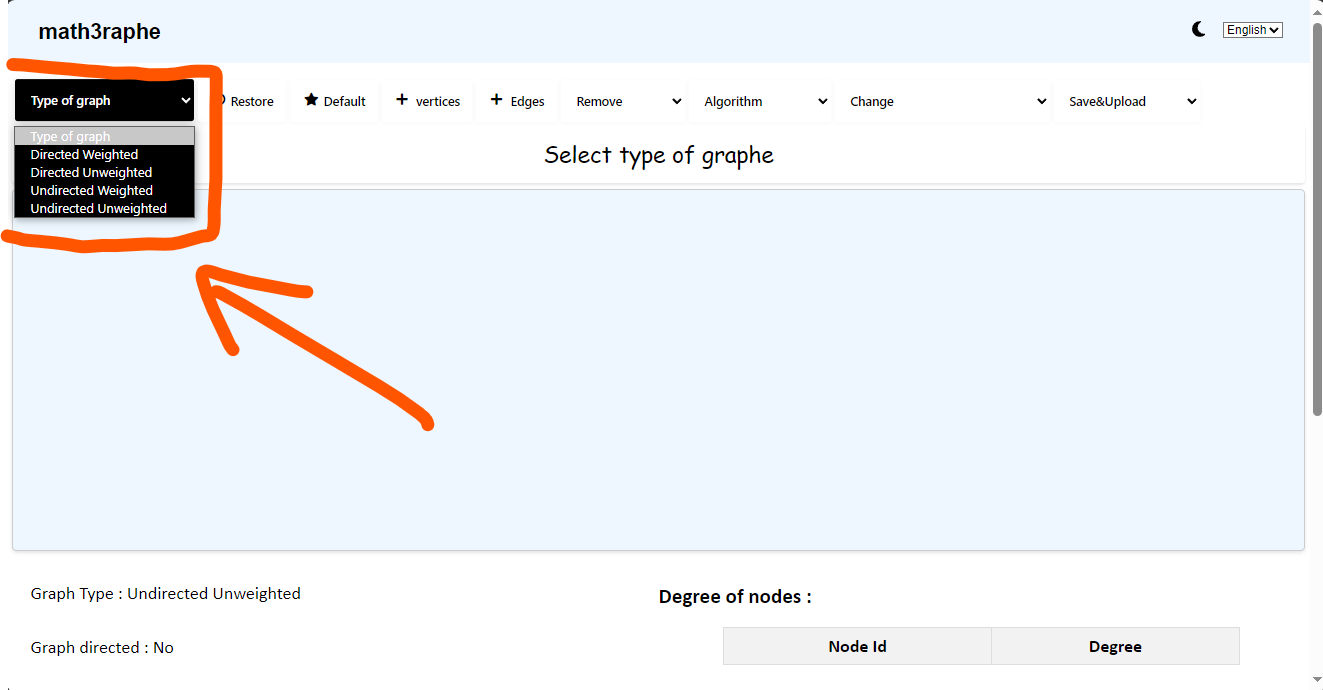 math3raphe
English
Type of graph
Restore
Default
vertices
Edges
Remove
Algorithm
Change
Save&Upload
Type of graph
Directed Weighted
Directed Unweighted
Undirected Weighted
Undirected Unweighted
Select type of graphe
Graph Type : Undirected Unweighted
Graph directed : No
Degree of nodes :
Node Id
Degree